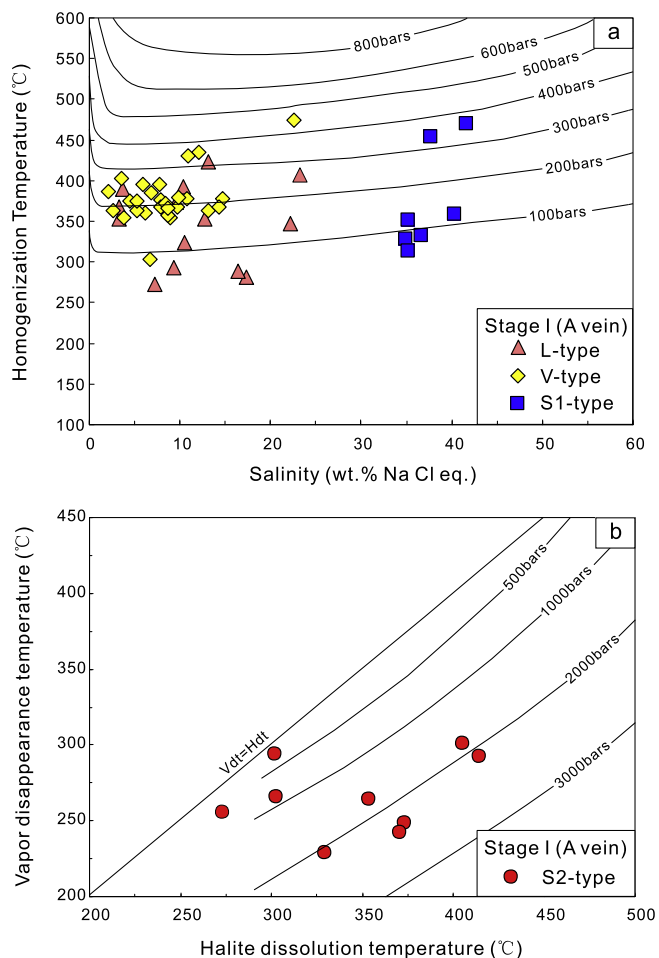 a
600
550
500
450
400
350
300
250
200
150
100
0
10
20
30
40
50
60
Homogenization Temperature (℃)
Salinity (wt.% Na Cl eq.)
800bars
600bars
500bars
400bars
300bars
200bars
100bars
Stage I (A vein)
L-type
V-type
S1-type
b
450
400
350
300
250
200
200
250
300
350
400
450
500
Vapor disappearance temperature (℃)
Halite dissolution temperature (℃)
Vdt=Hdt
500bars
1000bars
2000bars
3000bars
Stage I (A vein)
S2-type